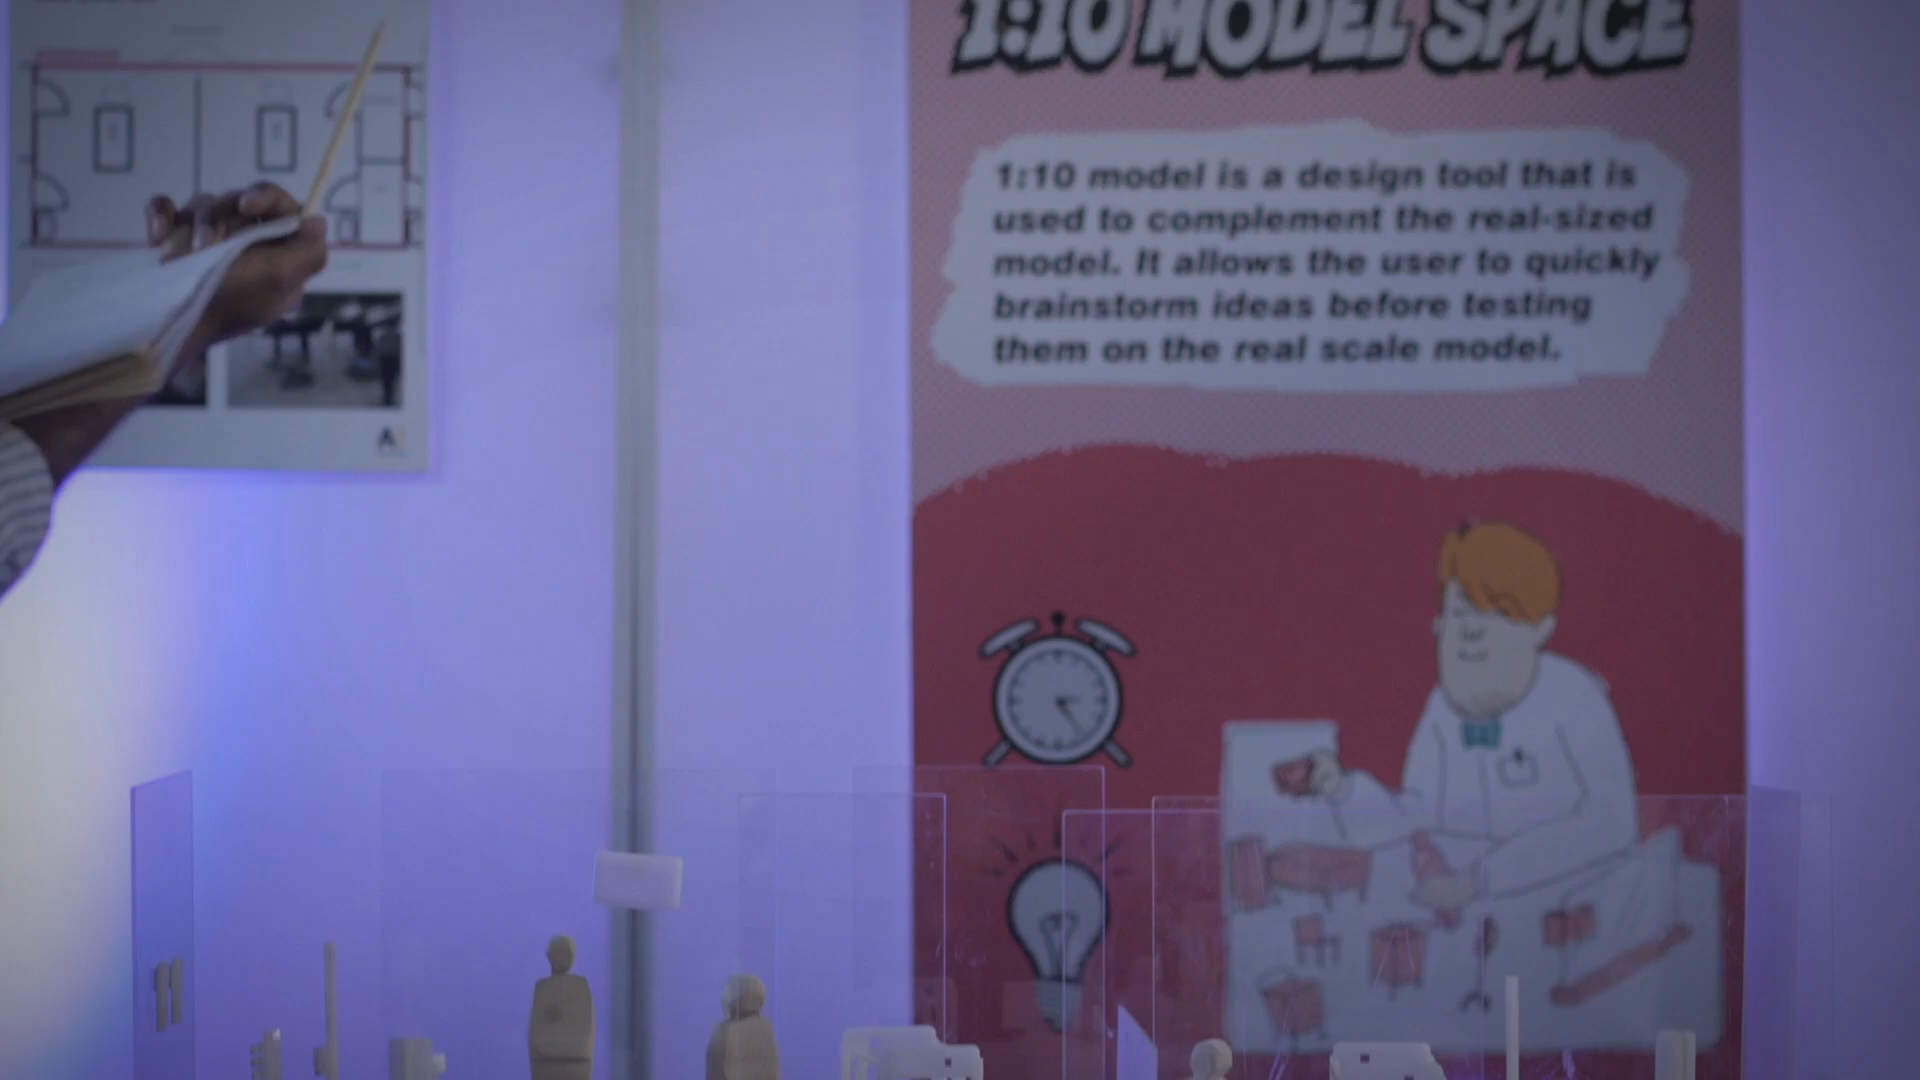 1:10 MODEL SPACE
1:10 model is a design tool that is
used to complement the real-sized
model. It allows the user to quickly
brainstorm ideas before testing
them on the real scale model.